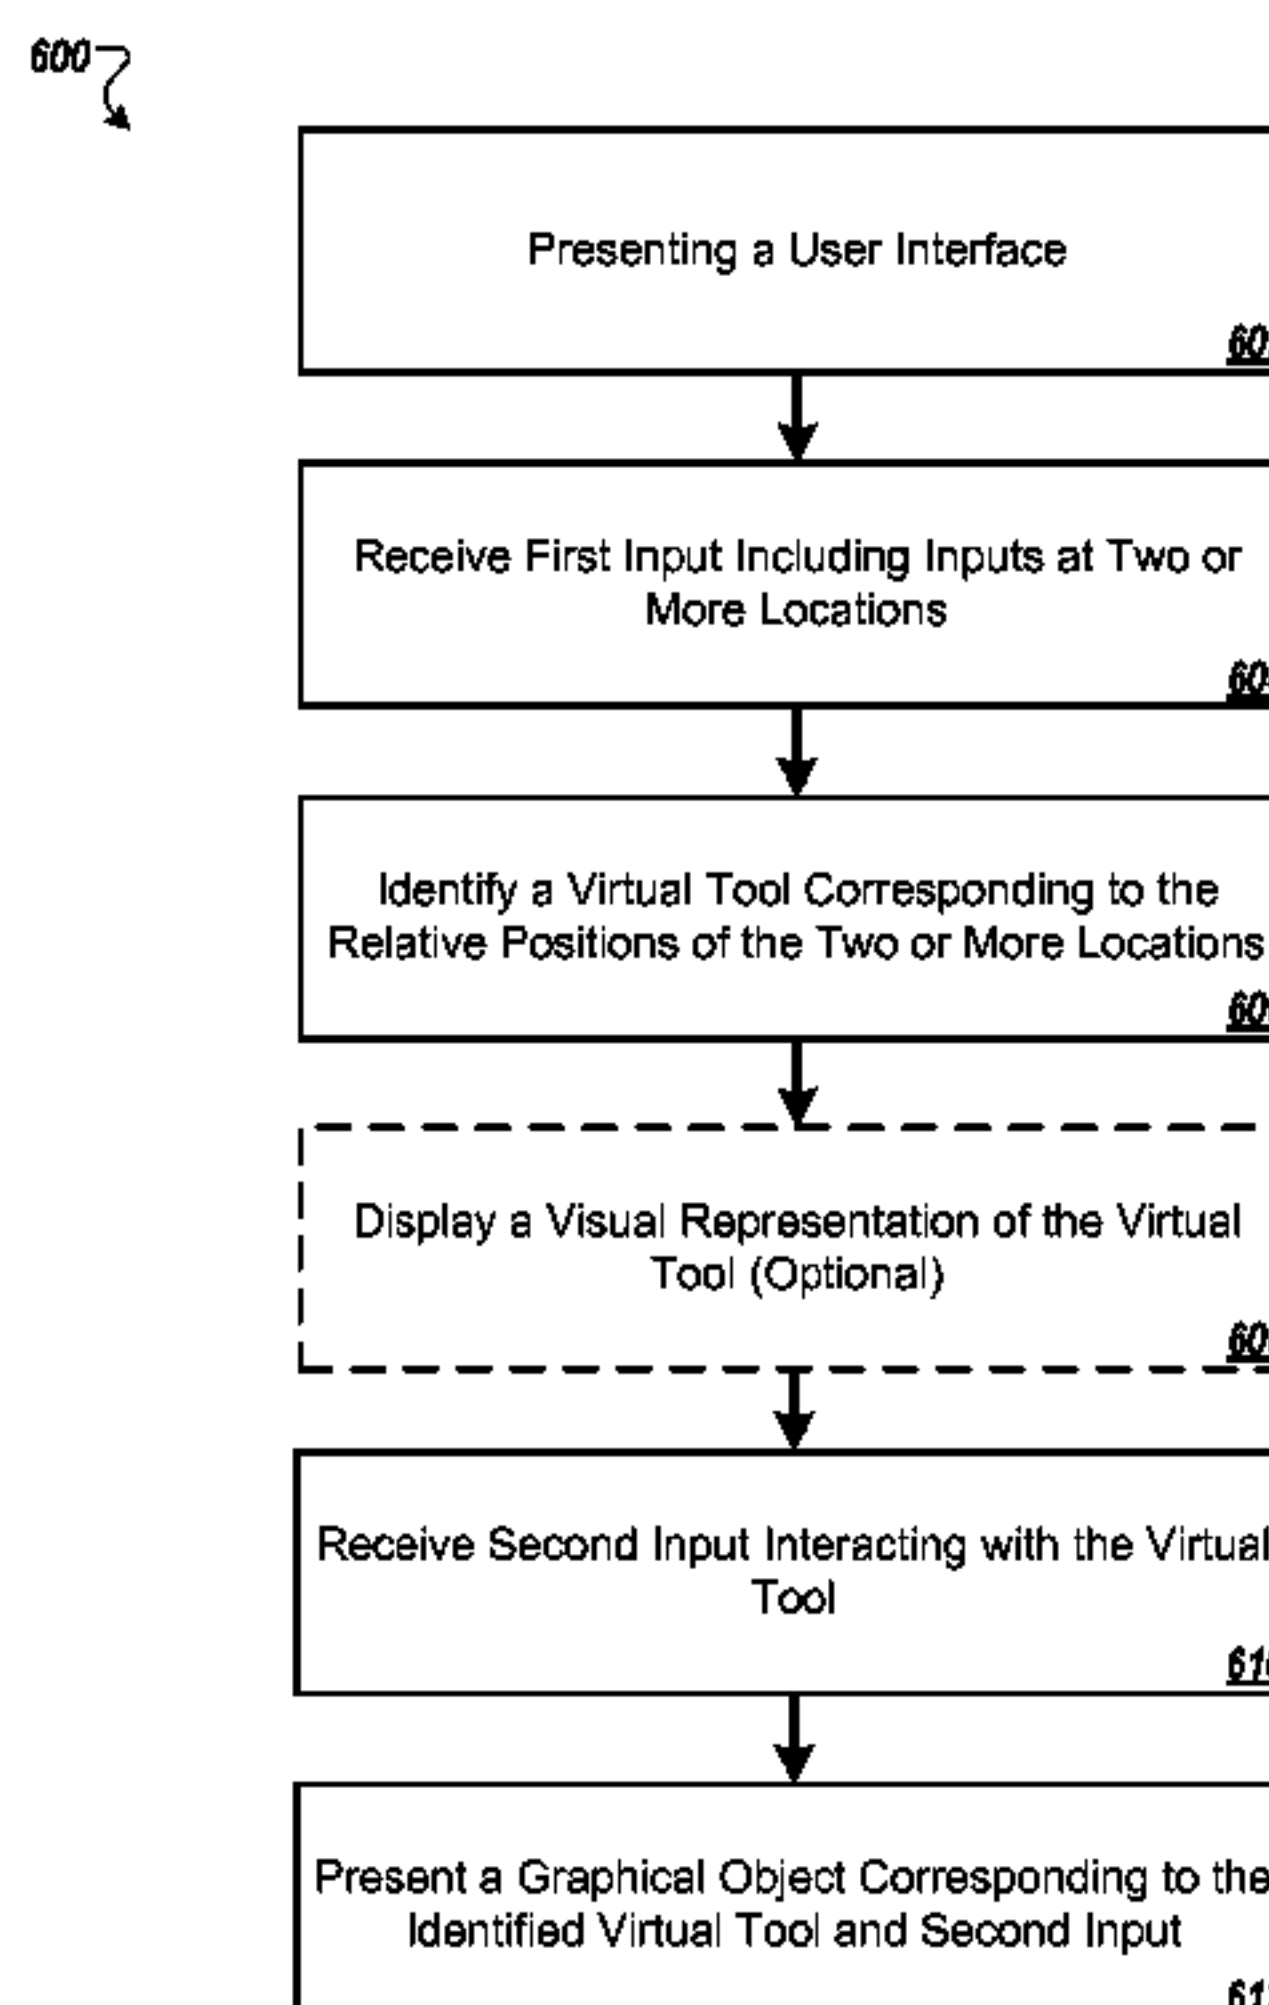 600
Presenting a User Interface
Receive First Input Including Inputs at Two or
More Locations
Identify a Virtual Tool Corresponding to the
Relative Positions of the Two or More Locations
Display a Visual Representation of the Virtual
Tool (Optional)
Receive Second Input Interacting with the Virtual
Tool
Present a Graphical Object Corresponding to the
Identified Virtual Tool and Second Input